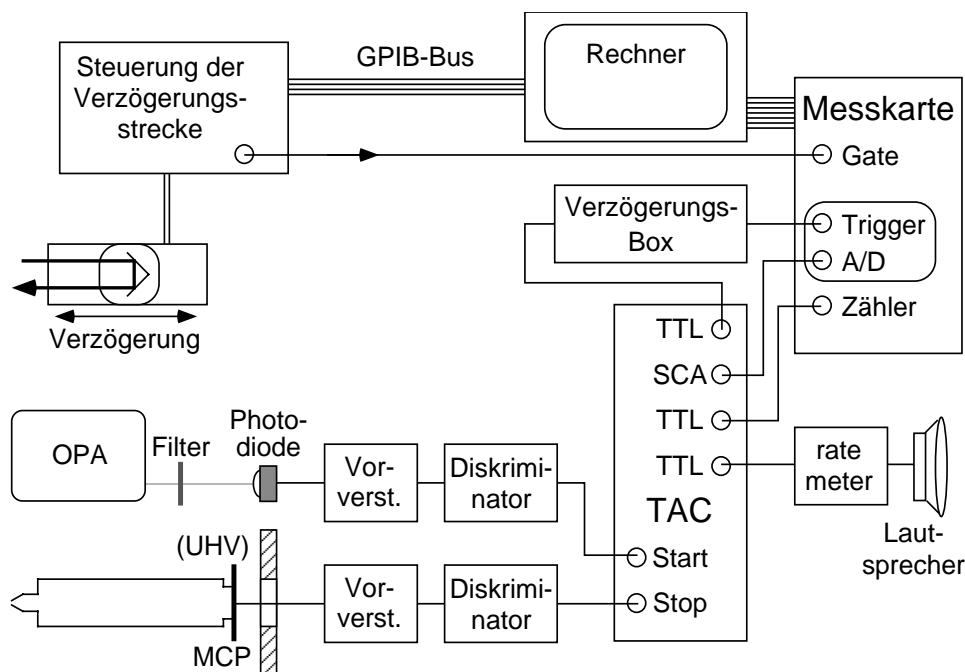 Steuerung der
Verzögerungs-
strecke
GPIB-Bus
Rechner
Messkarte
Gate
Trigger
A/D
Zähler
Verzögerungs-
Box
Verzögerung
TTL
SCA
TTL
TTL
TAC
Start
Stop
OPA
Filter
Photo-
diode
Vor-
verst.
Diskrimi-
nator
rate
meter
Laut-
sprecher
(UHV)
MCP
Vor-
verst.
Diskrimi-
nator